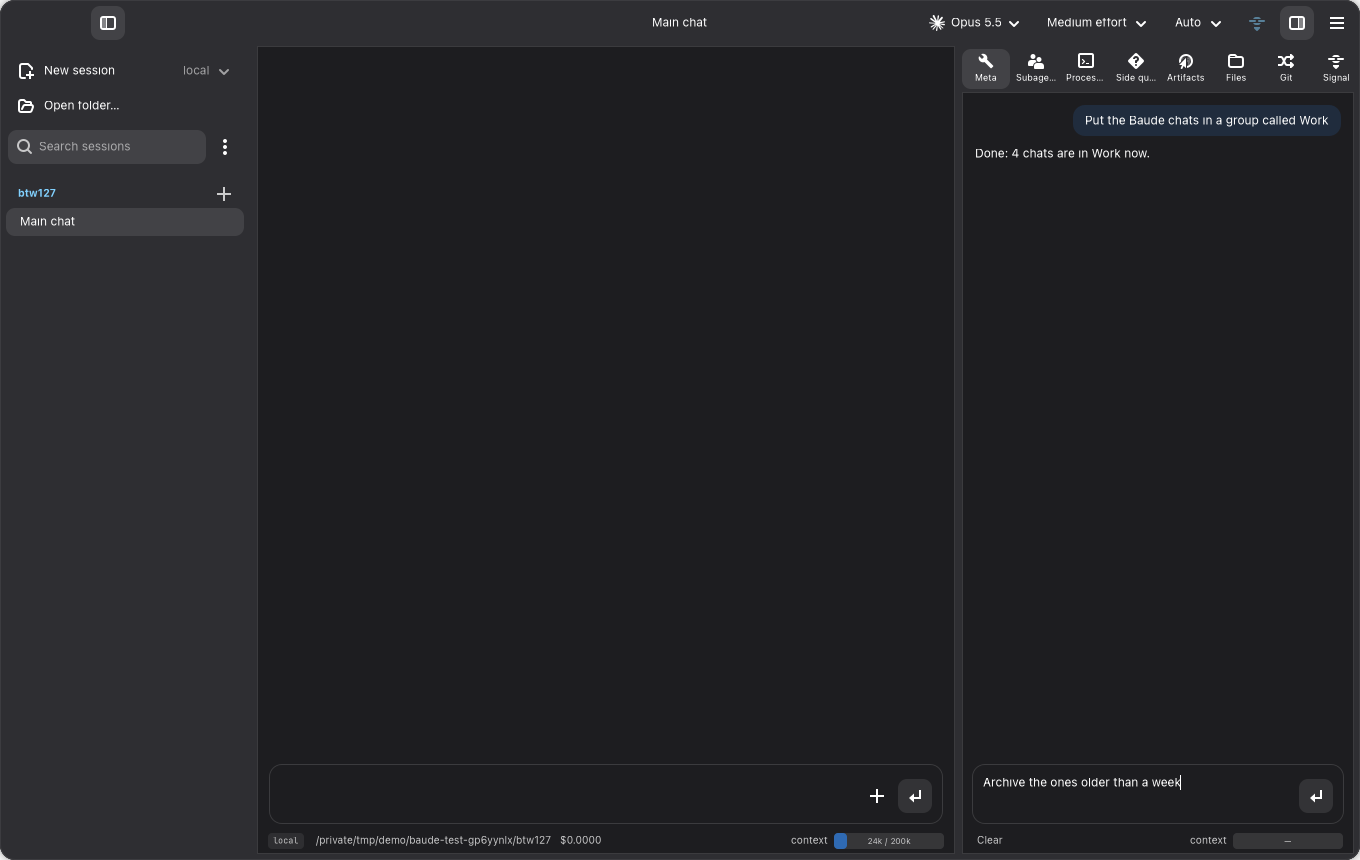 Main chat
Opus 5.5
Medium effort
Auto
New session
local
Open folder...
Search sessions
btw127
Main chat
Meta
Subage...
Proces...
Side qu...
Artifacts
Files
Git
Signal
Put the Baude chats in a group called Work
Done: 4 chats are in Work now.
Archive the ones older than a week
local
/private/tmp/demo/baude-test-gp6yynlx/btw127
$0.0000
context
24k / 200k
Clear
context
—